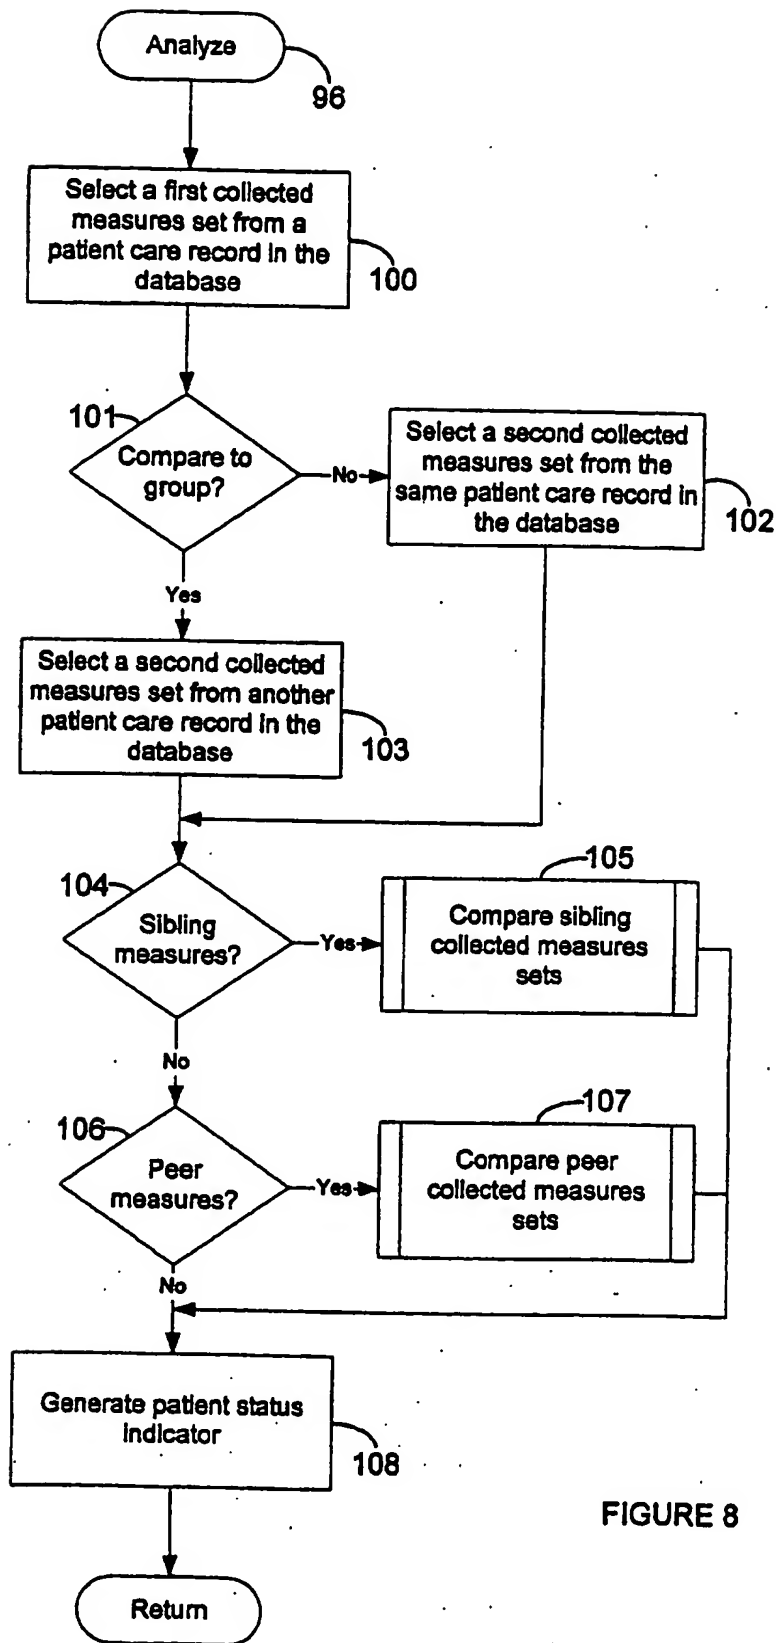 Analyze
96
Select a first collected
measures set from a
patient care record in the
database
100
101
Compare to
group?
No
Select a second collected
measures set from the
same patient care record in
the database
102
Yes
Select a second collected
measures set from another
patient care record in the
database
103
104
Sibling
measures?
Yes
105
Compare sibling
collected measures
sets
No
106
Peer
measures?
Yes
107
Compare peer
collected measures
sets
No
Generate patient status
indicator
108
FIGURE 8
Return